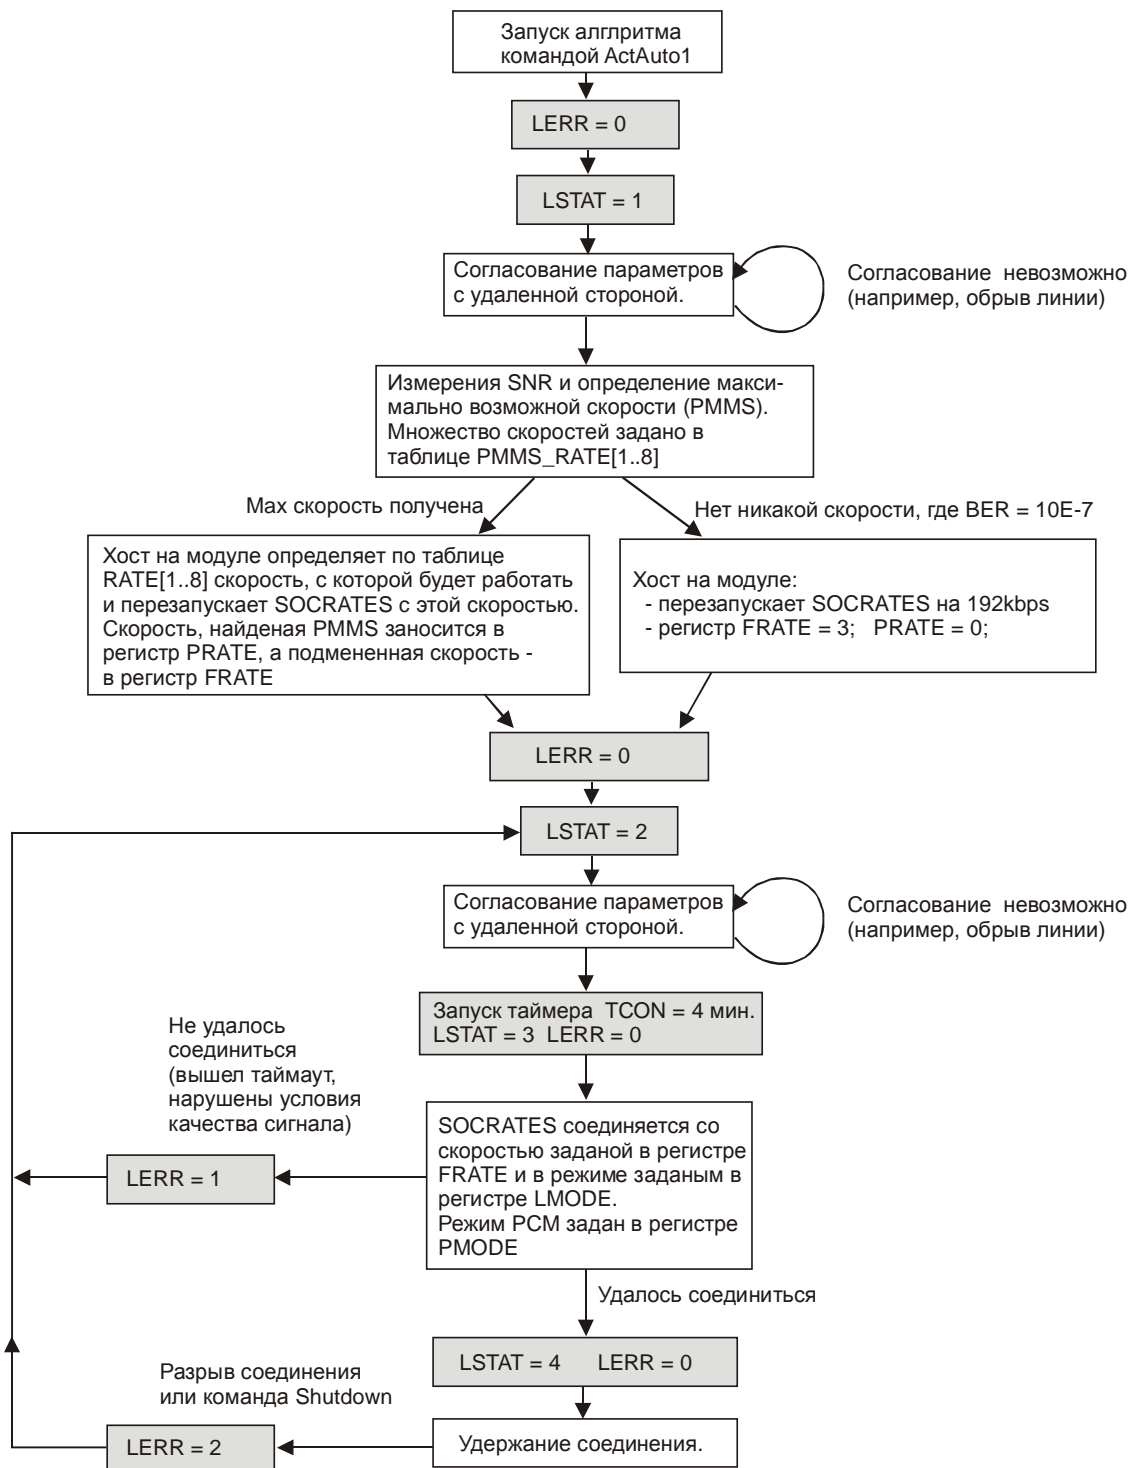 Запуск алглритма
командой ActAuto1
LERR = 0
LSTAT = 1
Согласование параметров
с удаленной стороной.
Согласование невозможно
(например, обрыв линии)
Измерения SNR и определение макси-
мально возможной скорости (PMMS).
Множество скоростей задано в
таблице PMMS_RATE[1..8]
Мах скорость получена
Нет никакой скорости, где BER = 10E-7
Хост на модуле определяет по таблице
RATE[1..8] скорость, с которой будет работать
и перезапускает SOCRATES с этой скоростью.
Скорость, найденая PMMS заносится в
регистр PRATE, а подмененная скорость -
в регистр FRATE
Хост на модуле:
- перезапускает SOCRATES на 192kbps
- регистр FRATE = 3; PRATE = 0;
LERR = 0
LSTAT = 2
Согласование параметров
с удаленной стороной.
Согласование невозможно
(например, обрыв линии)
Запуск таймера TCON = 4 мин.
LSTAT = 3 LERR = 0
Не удалось
соединиться
(вышел таймаут,
нарушены условия
качества сигнала)
SOCRATES соединяется со
скоростью заданой в регистре
FRATE и в режиме заданым в
регистре LMODE.
Режим PCM задан в регистре
PMODE
LERR = 1
Удалось соединиться
LSTAT = 4 LERR = 0
Разрыв соединения
или команда Shutdown
LERR = 2
Удержание соединения.